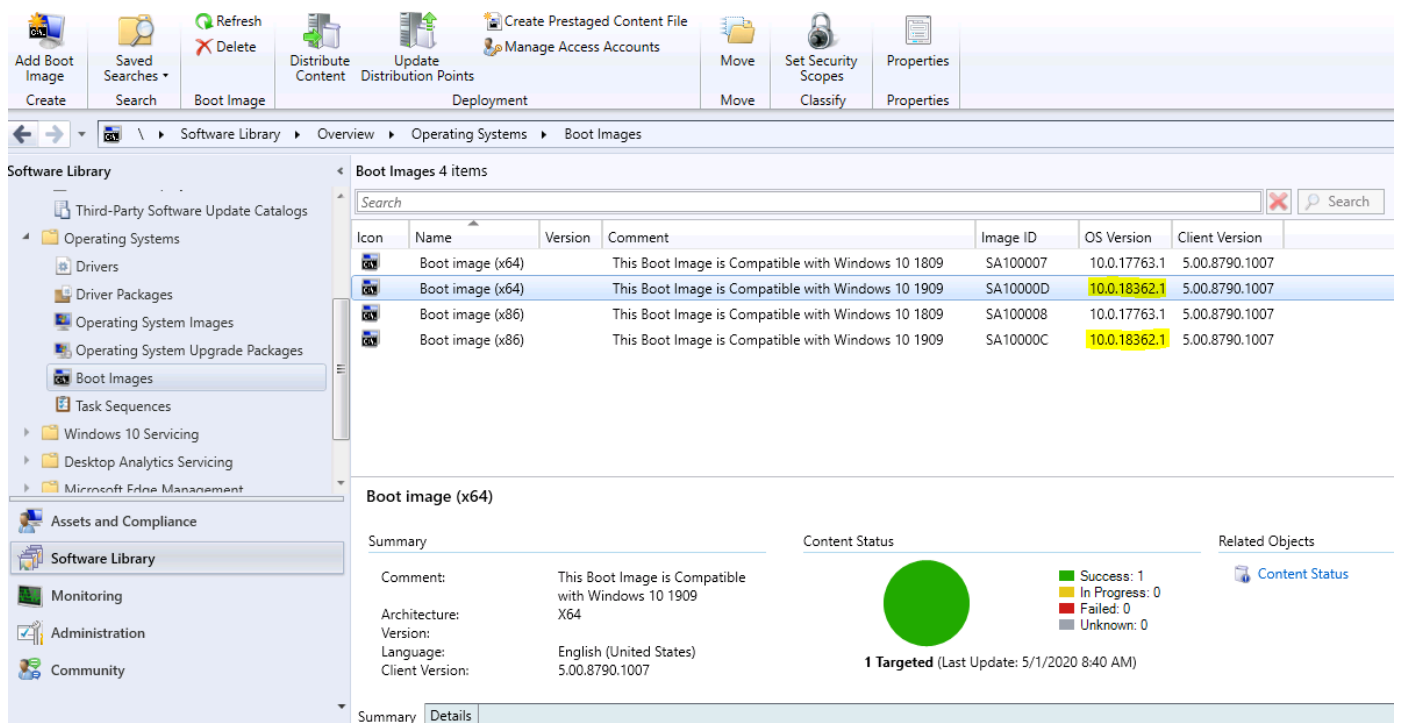 Add Boot Image
Saved Searches
Refresh
Delete
Distribute Content
Update Distribution Points
Create Prestaged Content File
Manage Access Accounts
Move
Set Security Scopes
Properties
Create Search Boot Image Deployment Move Classify Properties
\ Software Library Overview Operating Systems Boot Images
Software Library
Third-Party Software Update Catalogs
Operating Systems
Drivers
Driver Packages
Operating System Images
Operating System Upgrade Packages
Boot Images
Task Sequences
Windows 10 Servicing
Desktop Analytics Servicing
Microsoft Edge Management
Assets and Compliance
Software Library
Monitoring
Administration
Community
Boot Images 4 items
Search Search
Icon Name Version Comment Image ID OS Version Client Version
Boot image (x64) This Boot Image is Compatible with Windows 10 1809 SA100007 10.0.17763.1 5.00.8790.1007
Boot image (x64) This Boot Image is Compatible with Windows 10 1909 SA10000D 10.0.18362.1 5.00.8790.1007
Boot image (x86) This Boot Image is Compatible with Windows 10 1809 SA100008 10.0.17763.1 5.00.8790.1007
Boot image (x86) This Boot Image is Compatible with Windows 10 1909 SA10000C 10.0.18362.1 5.00.8790.1007
Boot image (x64)
Summary
Comment: This Boot Image is Compatible
with Windows 10 1909
Architecture: X64
Version:
Language: English (United States)
Client Version: 5.00.8790.1007
Content Status
Success: 1
In Progress: 0
Failed: 0
Unknown: 0
1 Targeted (Last Update: 5/1/2020 8:40 AM)
Related Objects
Content Status
Summary Details